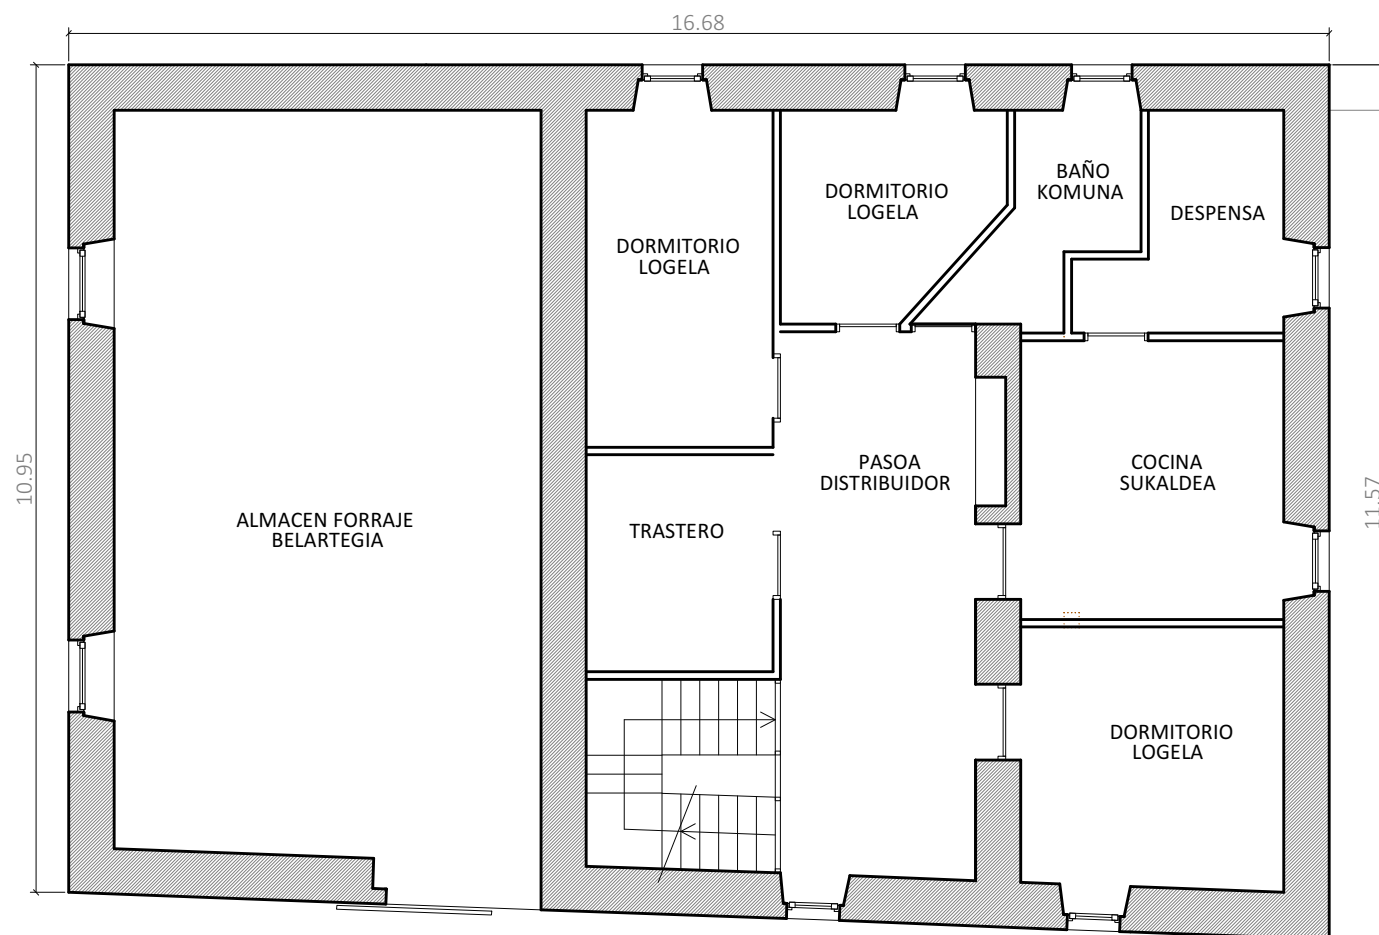 16.68
BAÑO
KOMUNA
DORMITORIO
LOGELA
DESPENSA
DORMITORIO
LOGELA
PASOA
DISTRIBUIDOR
COCINA
SUKALDEA
10.95
11.57
ALMACEN FORRAJE
BELARTEGIA
TRASTERO
DORMITORIO
LOGELA